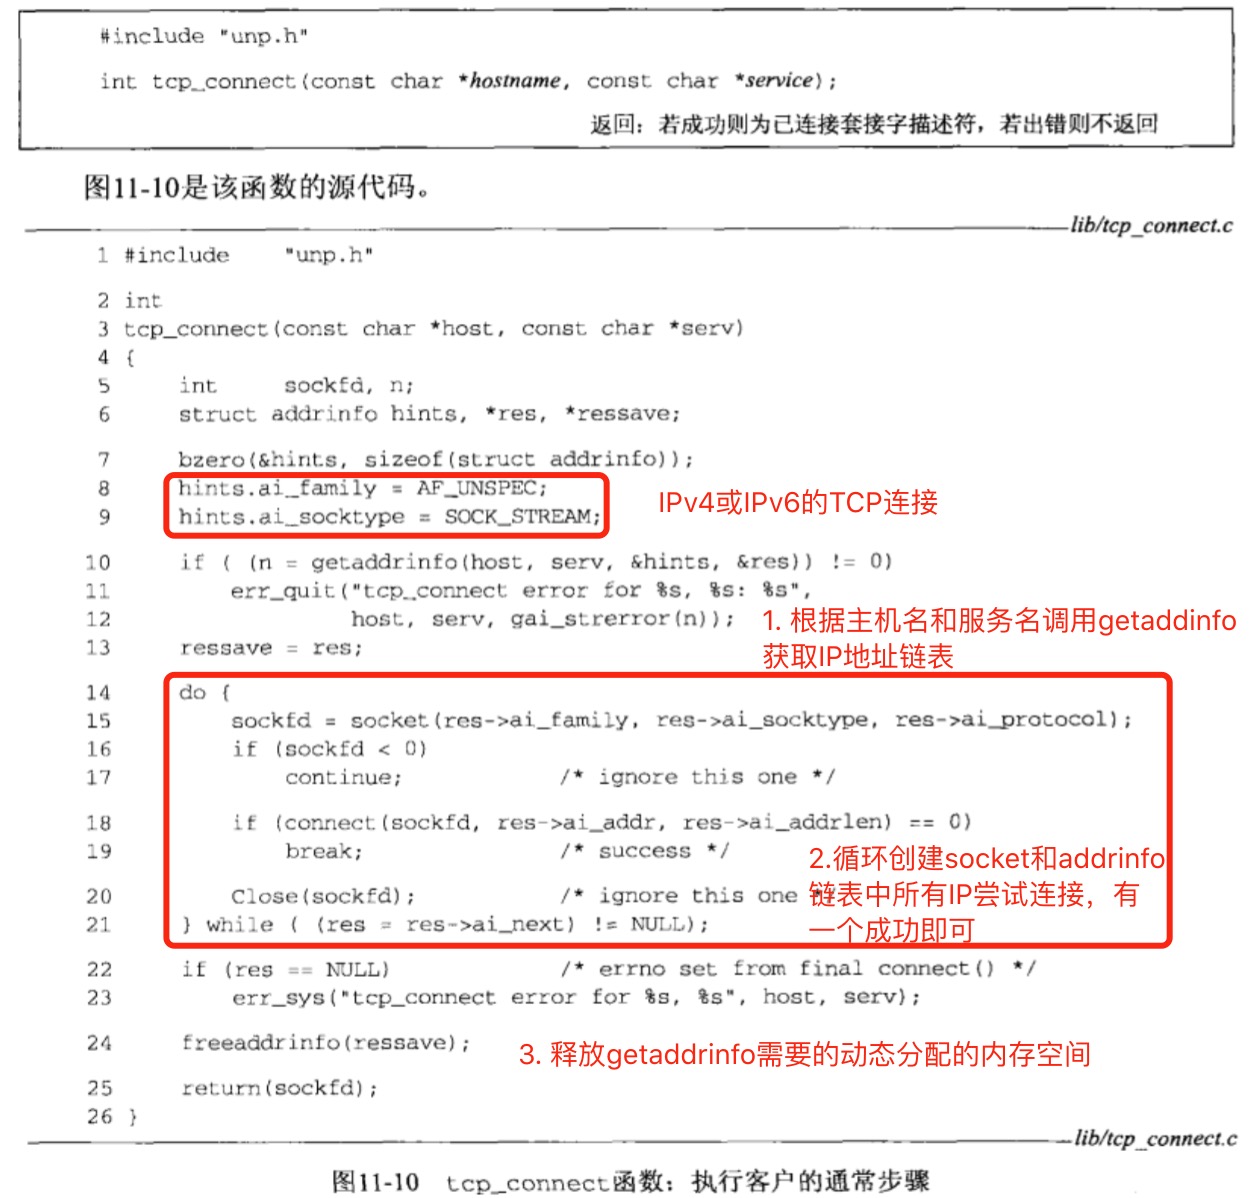 #include "unp.h"
int tcp_connect(const char *hostname, const char *service);
返回：若成功则为已连接套接字描述符，若出错则不返回
图11-10是该函数的源代码。
lib/tcp_connect.c
1 #include "unp.h"
2 int
3 tcp_connect(const char *host, const char *serv)
4 {
5 int sockfd, n;
6 struct addrinfo hints, *res, *ressave;
7 bzero(&hints, sizeof(struct addrinfo));
8 hints.ai_family = AF_UNSPEC;
9 hints.ai_socktype = SOCK_STREAM;
IPv4或IPv6的TCP连接
10 if ( (n = getaddrinfo(host, serv, &hints, &res)) != 0)
11 err_quit("tcp_connect error for %s, %s: %s",
12 host, serv, gai_strerror(n));
13 ressave = res;
1. 根据主机名和服务名调用getaddinfo
获取IP地址链表
14 do {
15 sockfd = socket(res->ai_family, res->ai_socktype, res->ai_protocol);
16 if (sockfd < 0)
17 continue; /* ignore this one */
18 if (connect(sockfd, res->ai_addr, res->ai_addrlen) == 0)
19 break; /* success */
20 Close(sockfd); /* ignore this one */
21 } while ( (res = res->ai_next) != NULL);
2.循环创建socket和addrinfo
链表中所有IP尝试连接，有
一个成功即可
22 if (res == NULL) /* errno set from final connect() */
23 err_sys("tcp_connect error for %s, %s", host, serv);
24 freeaddrinfo(ressave);
3. 释放getaddrinfo需要的动态分配的内存空间
25 return(sockfd);
26 }
lib/tcp_connect.c
图11-10 tcp_connect函数：执行客户的通常步骤